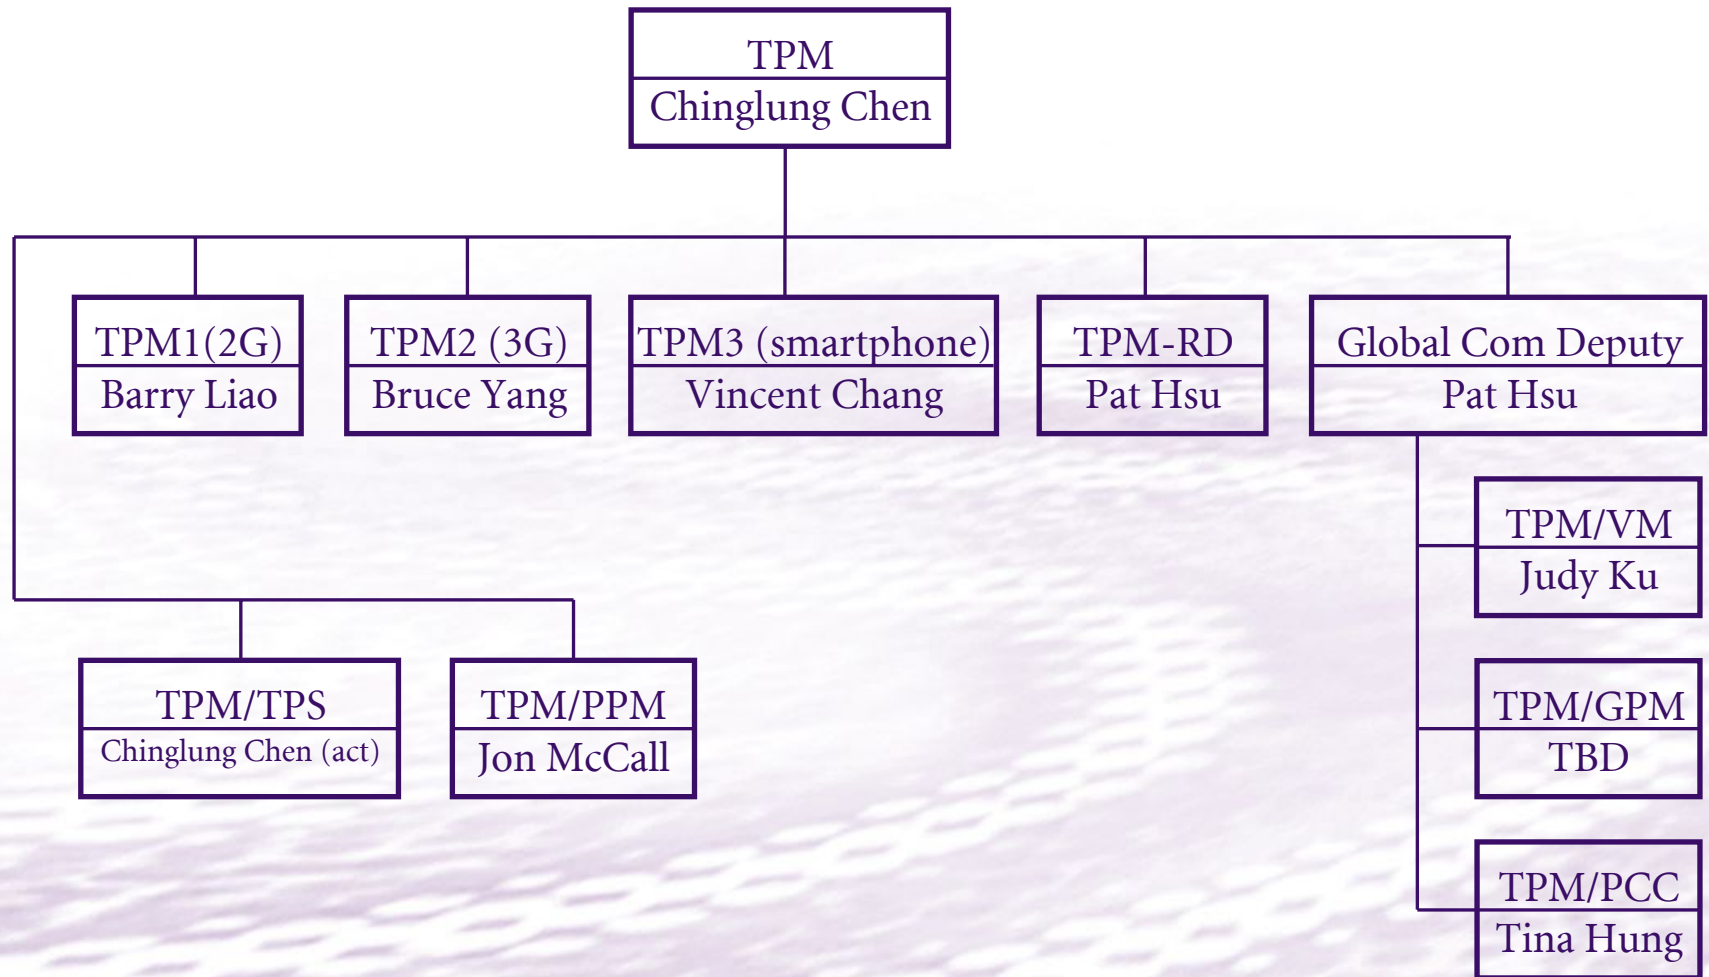 TPM
Chinglung Chen
TPM1(2G)
Barry Liao
TPM2 (3G)
Bruce Yang
TPM3 (smartphone)
Vincent Chang
TPM-RD
Pat Hsu
Global Com Deputy
Pat Hsu
TPM/VM
Judy Ku
TPM/TPS
Chinglung Chen (act)
TPM/PPM
Jon McCall
TPM/GPM
TBD
TPM/PCC
Tina Hung